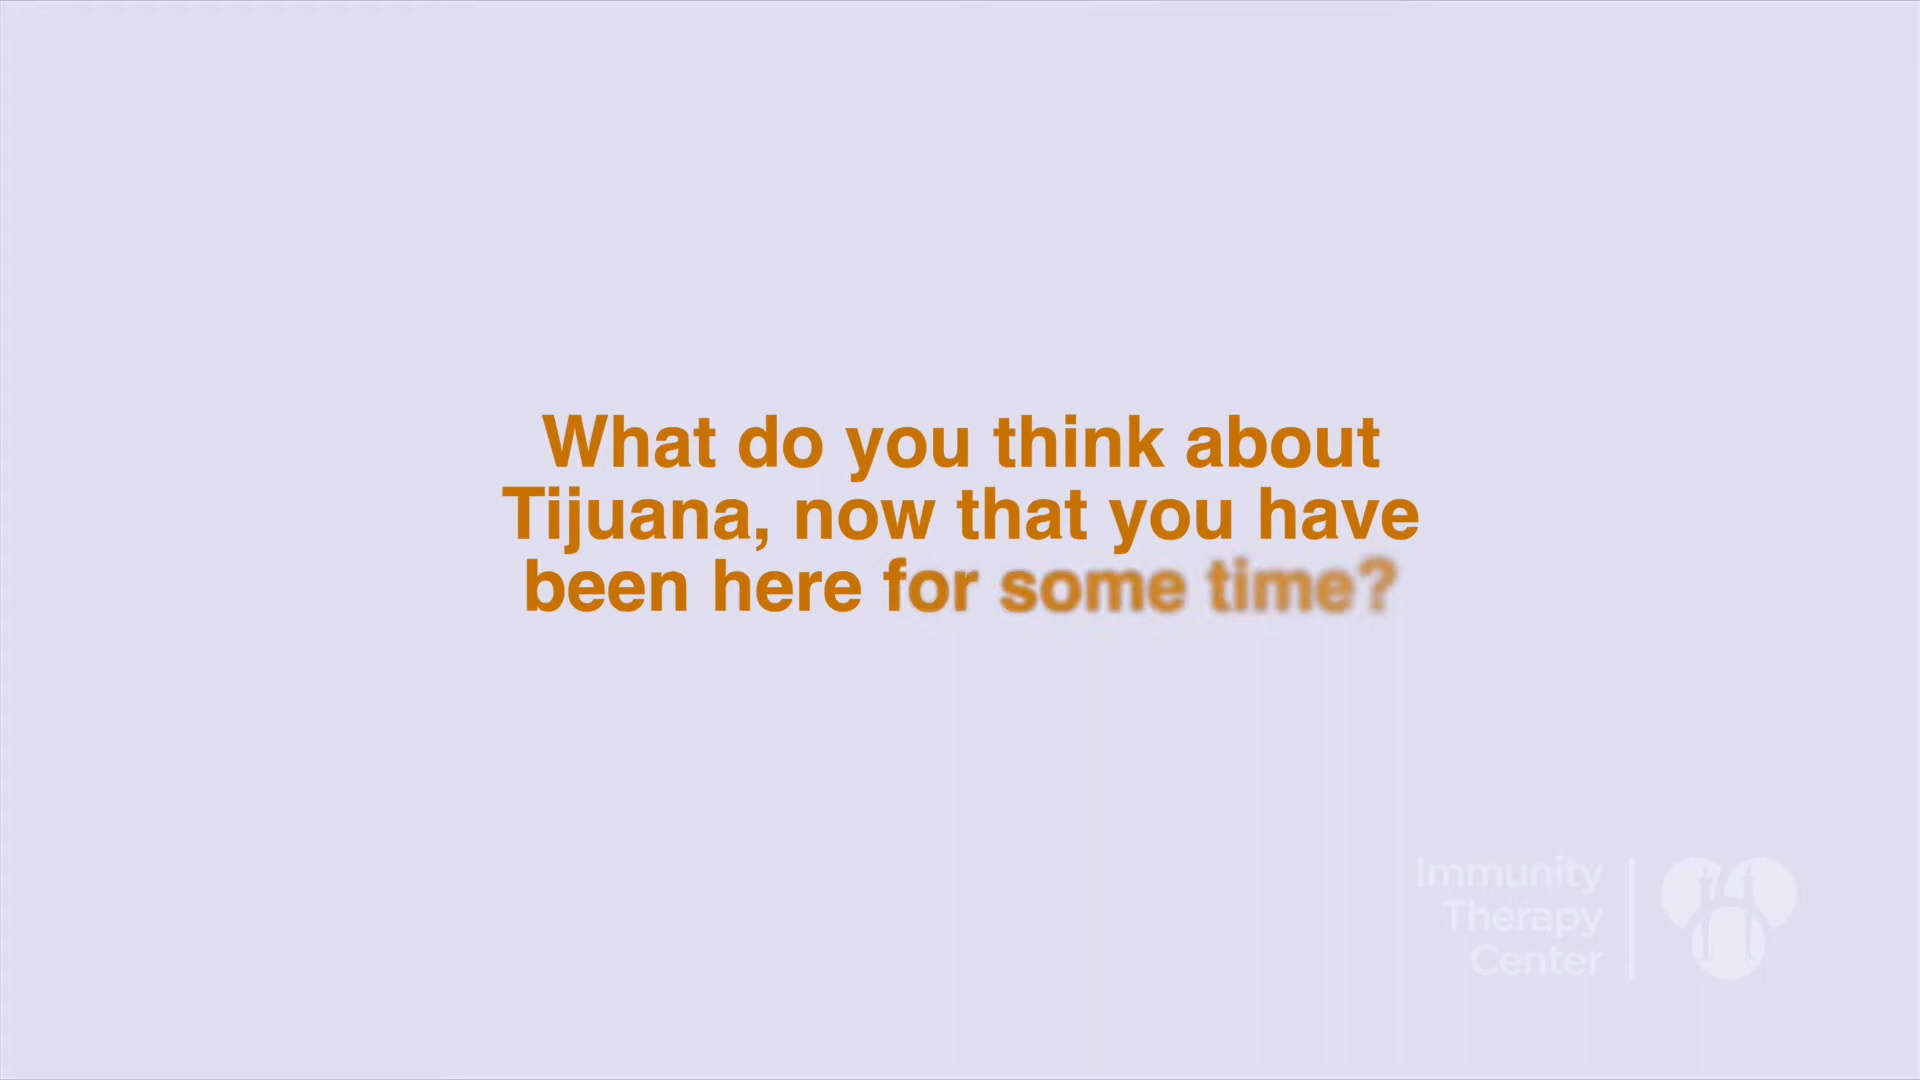 What do you think about
Tijuana, now that you have
been here for some time?
Immunity
Therapy
Center